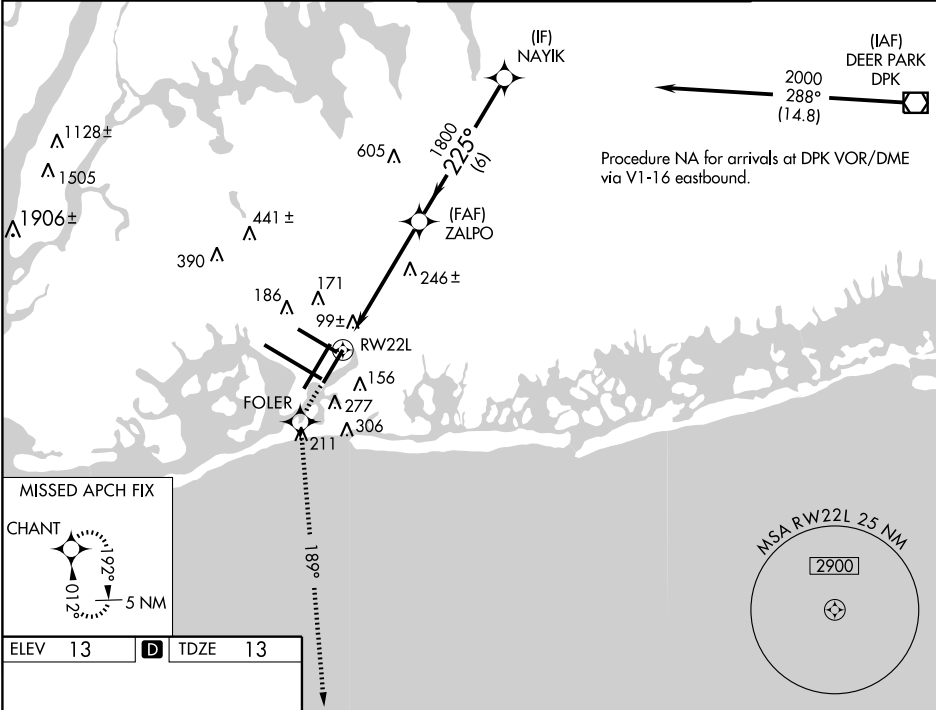 (IF)
NAYIK
(IAF)
DEER PARK
DPK
2000
288°
(14.8)
Procedure NA for arrivals at DPK VOR/DME
via V1-16 eastbound.
1128±
1505
1906±
605
1800
225°
(6)
(FAF)
ZALPO
441±
390
246±
171
186
99±
RW22L
156
277
FOLER
306
211
189°
MISSED APCH FIX
CHANT
192°
012°
5 NM
MSA RW22L 25 NM
2900
ELEV 13 D TDZE 13